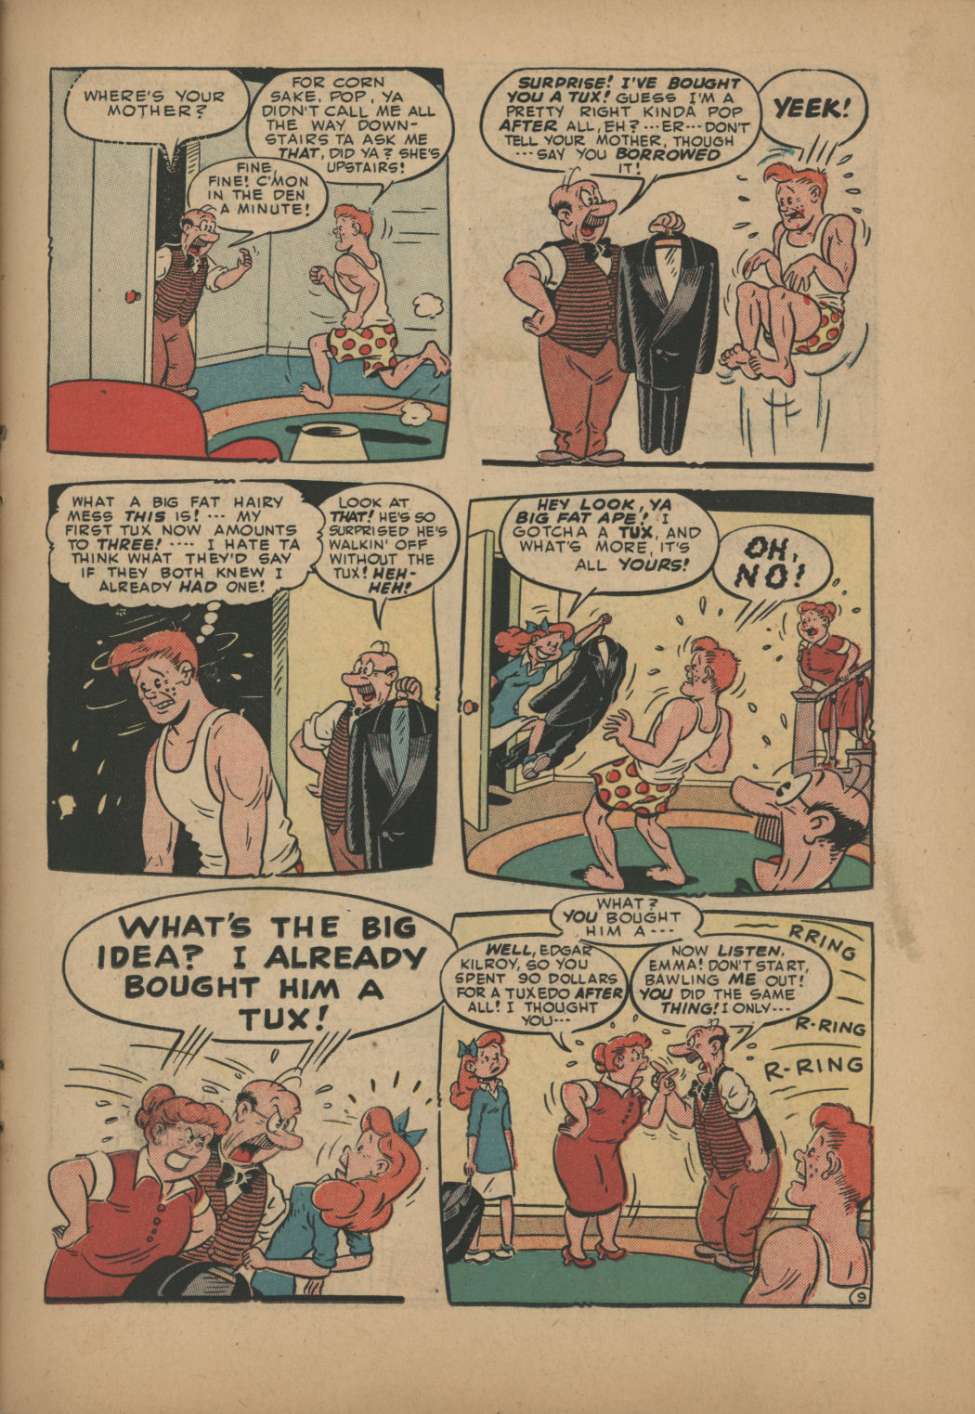 WHERE'S YOUR
MOTHER?
FOR CORN
SAKE, POP, YA
DIDN'T CALL ME ALL
THE WAY DOWN-
STAIRS TA ASK ME
THAT, DID YA? SHE'S
UPSTAIRS!
FINE,
FINE! C'MON
IN THE DEN
A MINUTE!
SURPRISE! I'VE BOUGHT
YOU A TUX! GUESS I'M A
PRETTY RIGHT KINDA POP
AFTER ALL, EH? ... ER... DON'T
TELL YOUR MOTHER, THOUGH
...SAY YOU BORROWED
IT!
YEEK!
WHAT A BIG FAT HAIRY
MESS THIS IS! ... MY
FIRST TUX NOW AMOUNTS
TO THREE! .... I HATE TA
THINK WHAT THEY'D SAY
IF THEY BOTH KNEW I
ALREADY HAD ONE!
LOOK AT
THAT! HE'S SO
SURPRISED HE'S
WALKIN' OFF
WITHOUT THE
TUX! HEH-
HEH!
HEY LOOK, YA
BIG FAT APE! I
GOTCHA A TUX, AND
WHAT'S MORE, IT'S
ALL YOURS!
OH,
NO!
WHAT'S THE BIG
IDEA? I ALREADY
BOUGHT HIM A
TUX!
WHAT?
YOU BOUGHT
HIM A---
WELL, EDGAR
KILROY, SO YOU
SPENT 90 DOLLARS
FOR A TUXEDO AFTER
ALL! I THOUGHT
YOU---
NOW LISTEN,
EMMA! DON'T START
BAWLING ME OUT!
YOU DID THE SAME
THING! I ONLY---
RRING
R-RING
R-RING
9